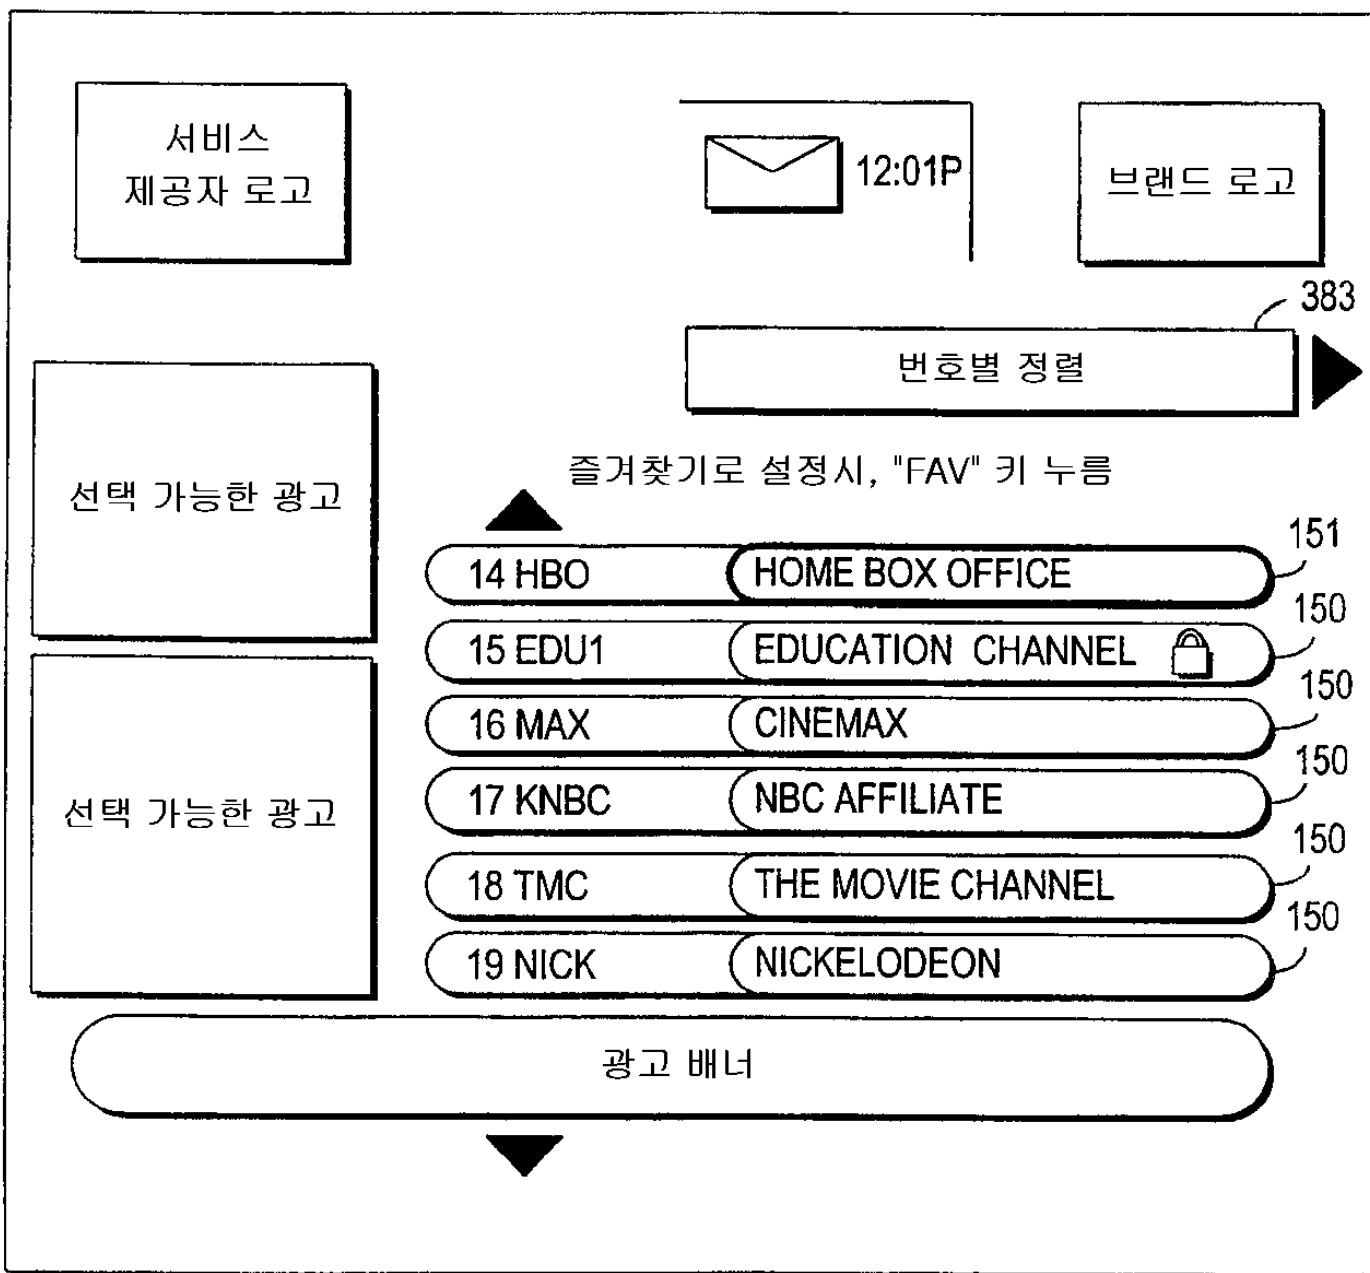 서비스
제공자 로고
12:01P
브랜드 로고
383
번호별 정렬
선택 가능한 광고
즐겨찾기로 설정시, "FAV" 키 누름
14 HBO HOME BOX OFFICE 151
15 EDU1 EDUCATION CHANNEL 150
16 MAX CINEMAX 150
17 KNBC NBC AFFILIATE 150
선택 가능한 광고
18 TMC THE MOVIE CHANNEL 150
19 NICK NICKELODEON 150
광고 배너